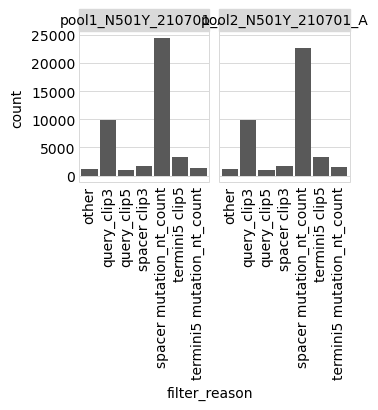 pool1_N501Y_210701_A pool2_N501Y_210701_A
count
25000
20000
15000
10000
5000
0
other
query_clip3
query_clip5
spacer clip3
spacer mutation_nt_count
termini5 clip5
termini5 mutation_nt_count
other
query_clip3
query_clip5
spacer clip3
spacer mutation_nt_count
termini5 clip5
termini5 mutation_nt_count
filter_reason